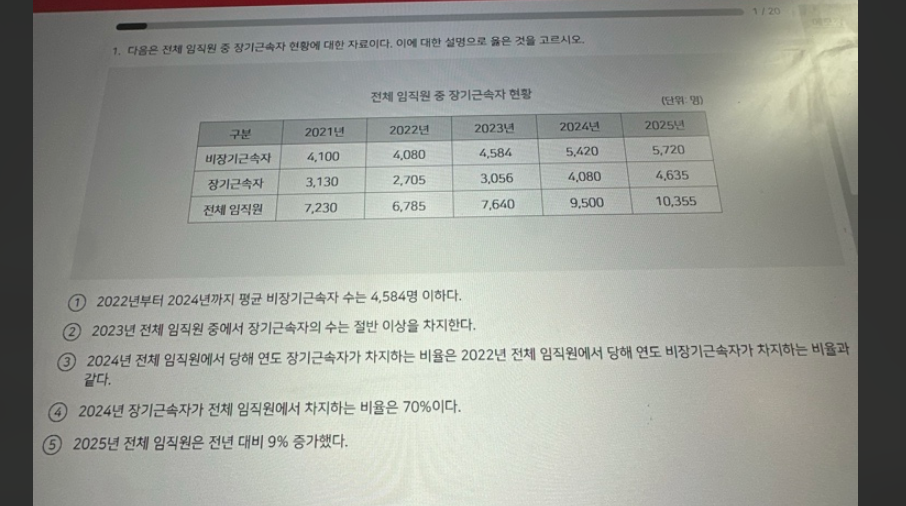 1 / 20
1. 다음은 전체 임직원 중 장기근속자 현황에 대한 자료이다. 이에 대한 설명으로 옳은 것을 고르시오.
전체 임직원 중 장기근속자 현황
(단위: 명)
구분 2021년 2022년 2023년 2024년 2025년
비장기근속자 4,100 4,080 4,584 5,420 5,720
장기근속자 3,130 2,705 3,056 4,080 4,635
전체 임직원 7,230 6,785 7,640 9,500 10,355
① 2022년부터 2024년까지 평균 비장기근속자 수는 4,584명 이하다.
② 2023년 전체 임직원 중에서 장기근속자의 수는 절반 이상을 차지한다.
③ 2024년 전체 임직원에서 당해 연도 장기근속자가 차지하는 비율은 2022년 전체 임직원에서 당해 연도 비장기근속자가 차지하는 비율과
같다.
④ 2024년 장기근속자가 전체 임직원에서 차지하는 비율은 70%이다.
⑤ 2025년 전체 임직원은 전년 대비 9% 증가했다.